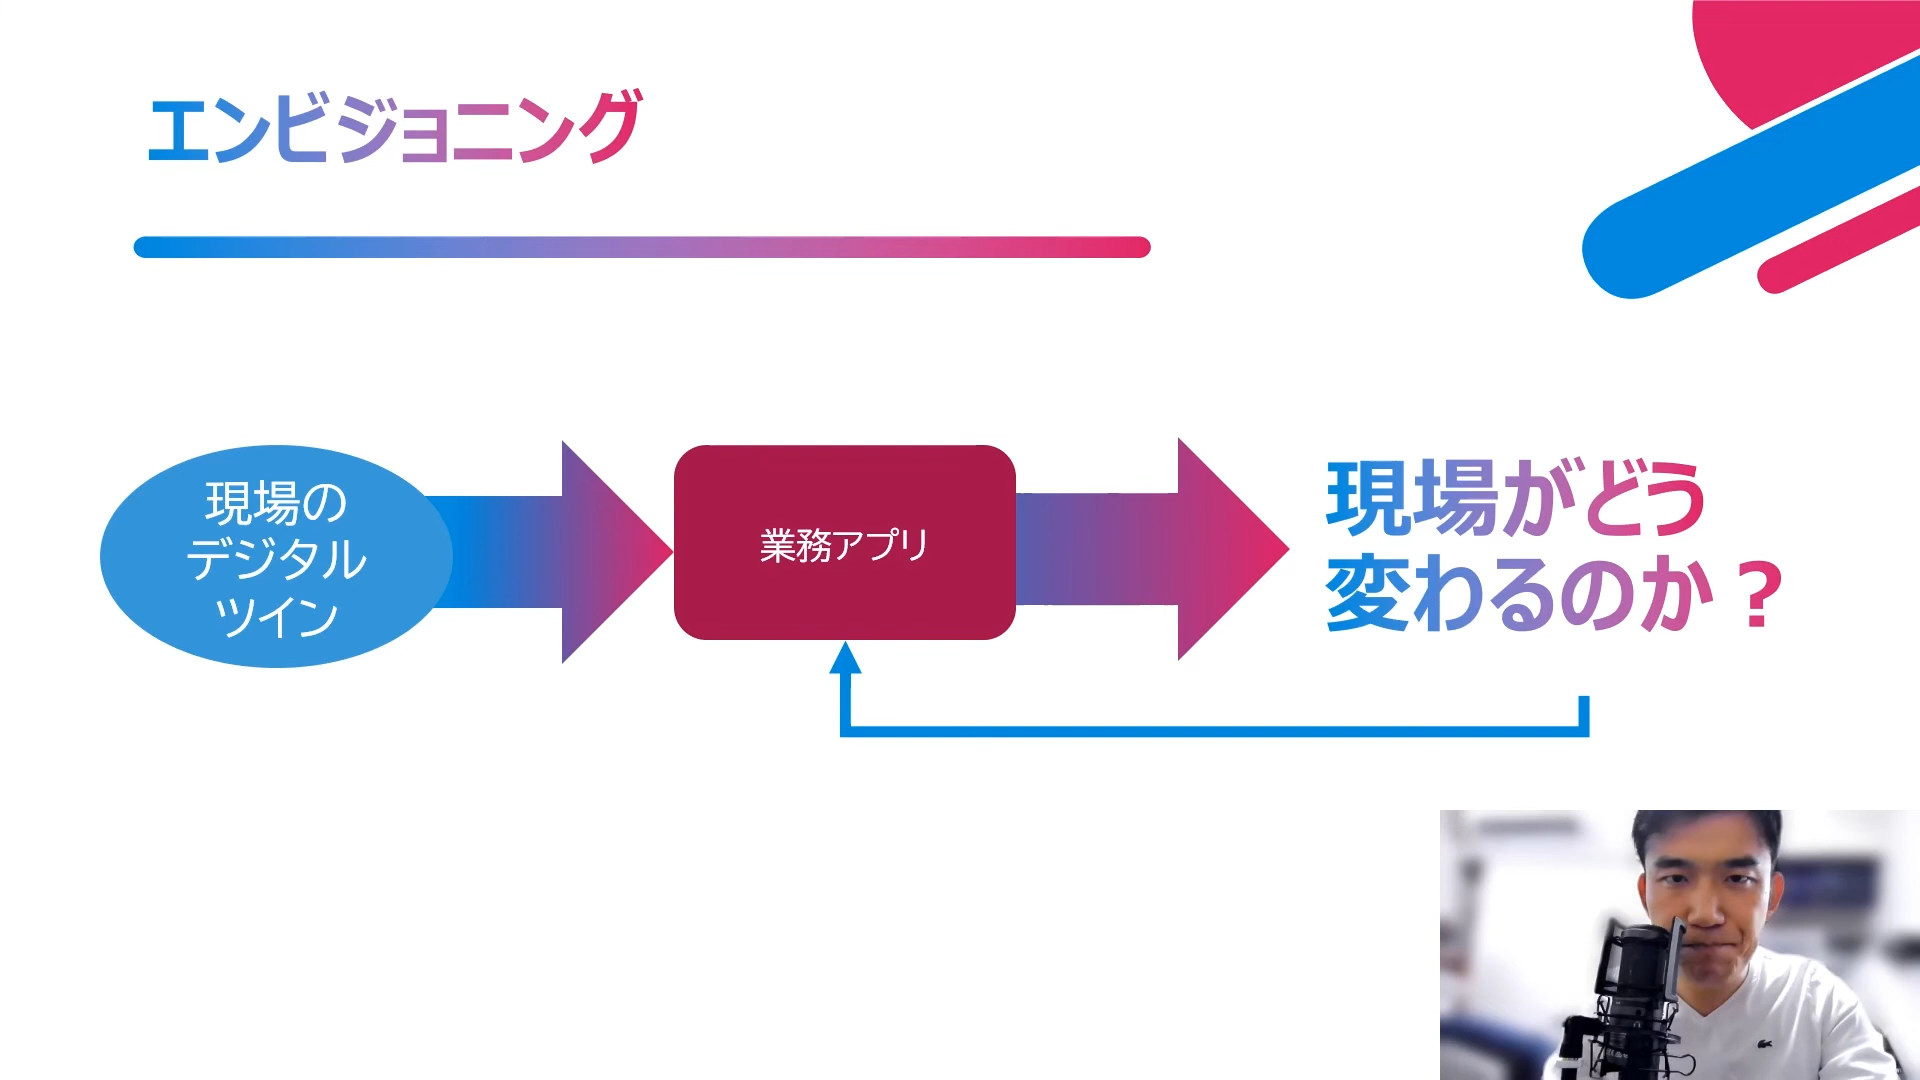 エンビジョニング
現場の
デジタル
ツイン
業務アプリ
現場がどう
変わるのか？